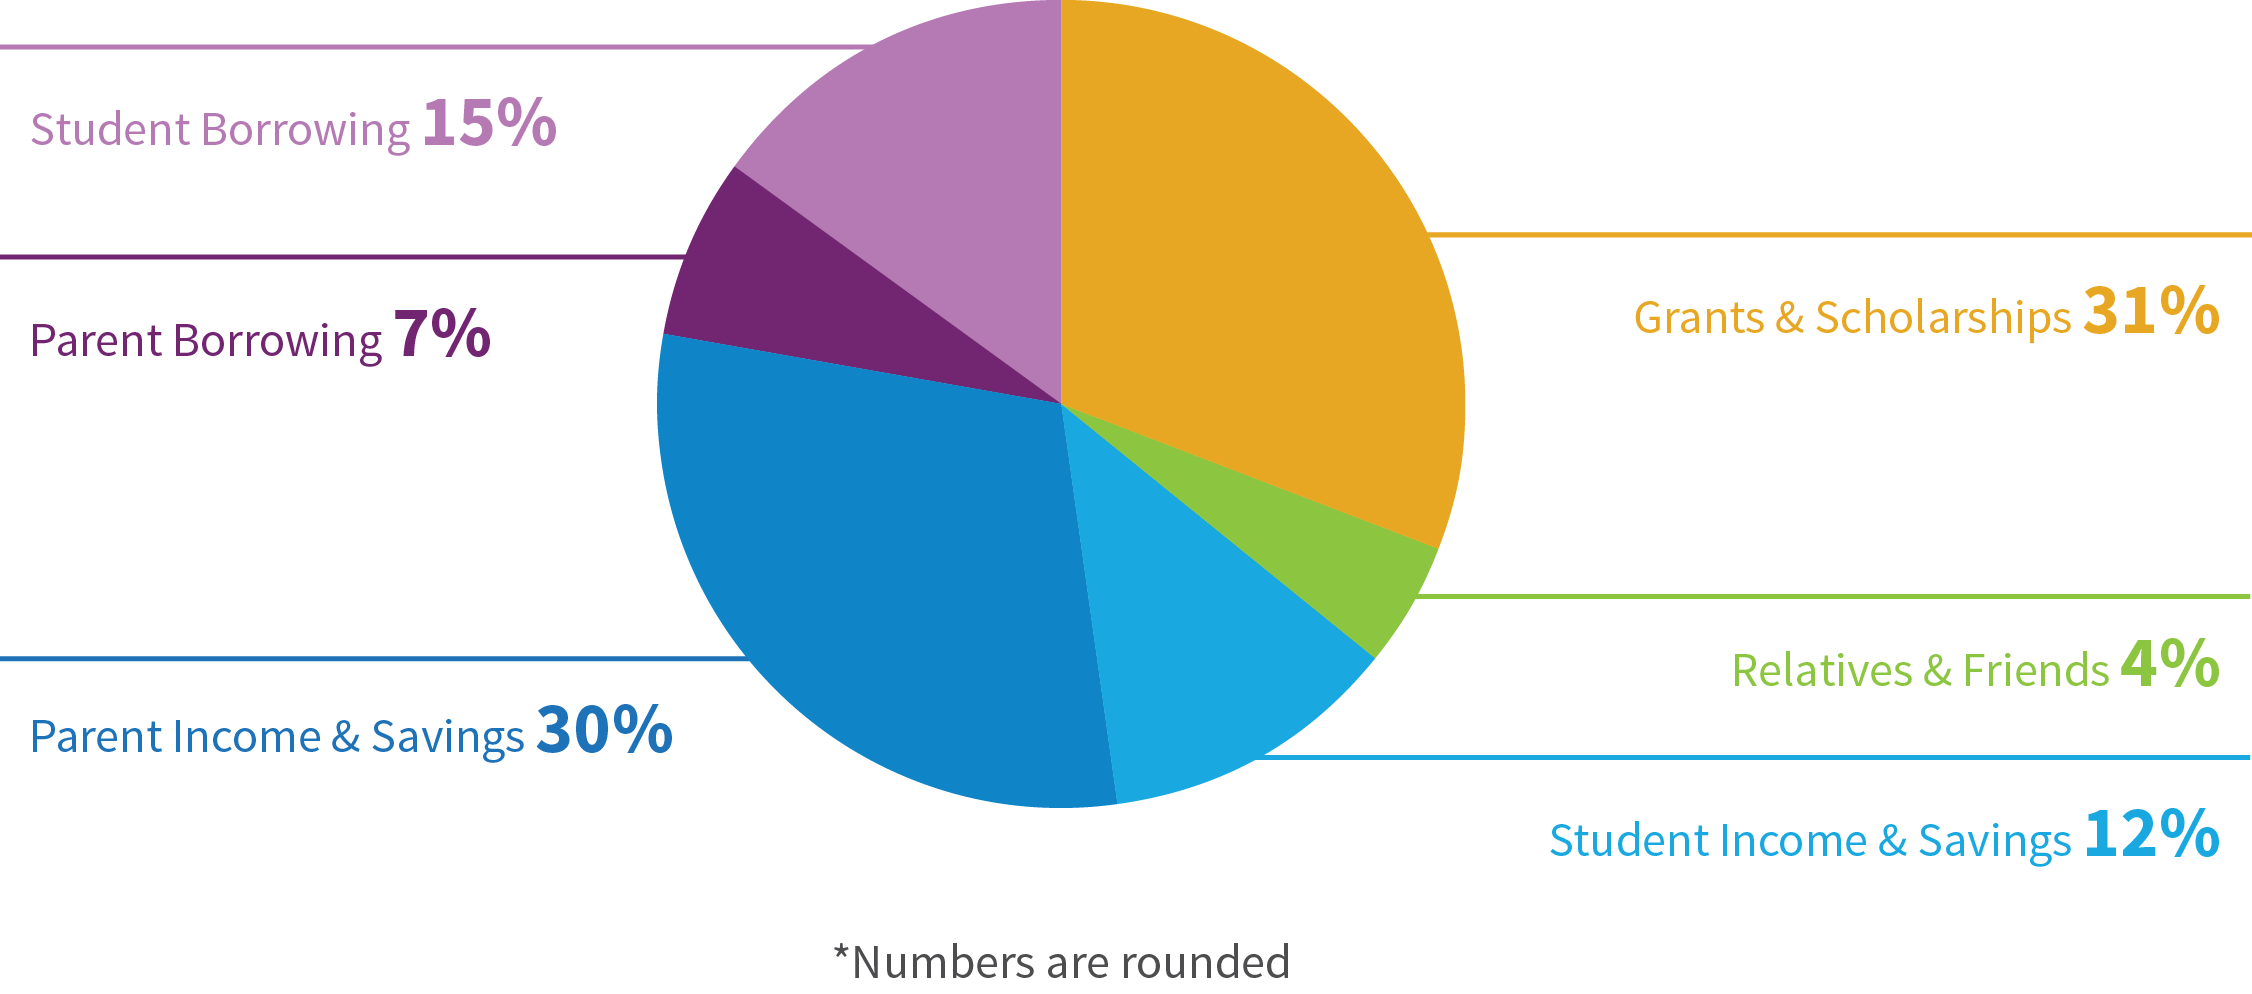 Student Borrowing 15%
Parent Borrowing 7%
Parent Income & Savings 30%
Grants & Scholarships 31%
Relatives & Friends 4%
Student Income & Savings 12%
*Numbers are rounded